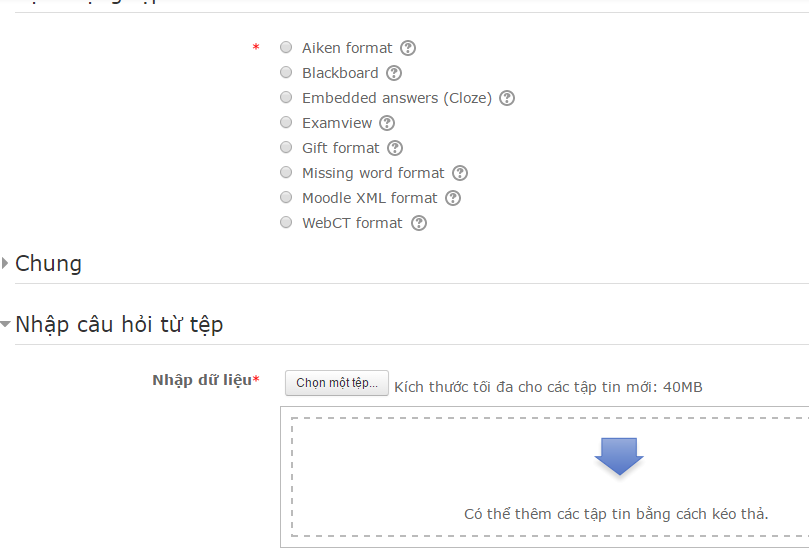 * Aiken format ?
Blackboard ?
Embedded answers (Cloze) ?
Examview ?
Gift format ?
Missing word format ?
Moodle XML format ?
WebCT format ?
Chung
Nhập câu hỏi từ tệp
Nhập dữ liệu* Chọn một tệp... Kích thước tối đa cho các tập tin mới: 40MB
Có thể thêm các tập tin bằng cách kéo thả.